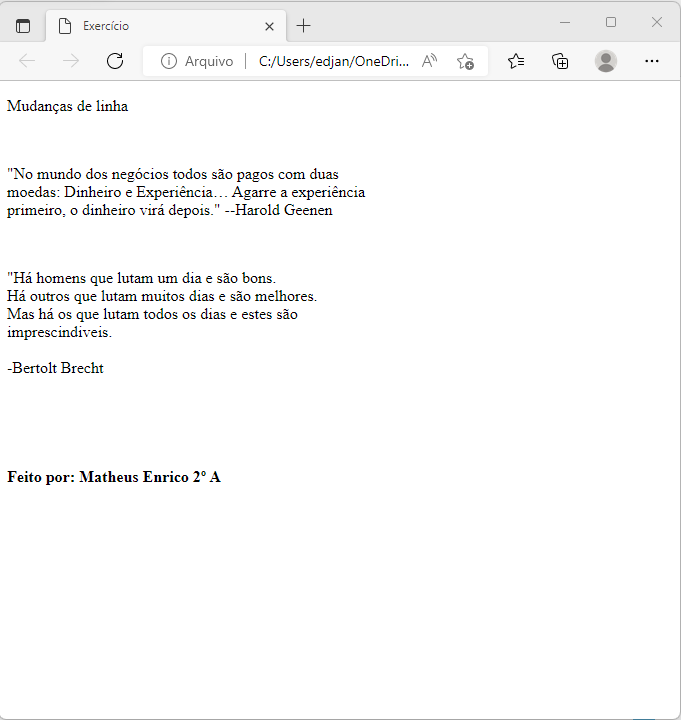 Exercício
Arquivo
C:/Users/edjan/OneDri...
Mudanças de linha
"No mundo dos negócios todos são pagos com duas
moedas: Dinheiro e Experiência… Agarre a experiência
primeiro, o dinheiro virá depois." --Harold Geenen
"Há homens que lutam um dia e são bons.
Há outros que lutam muitos dias e são melhores.
Mas há os que lutam todos os dias e estes são
imprescindiveis.
-Bertolt Brecht
Feito por: Matheus Enrico 2º A